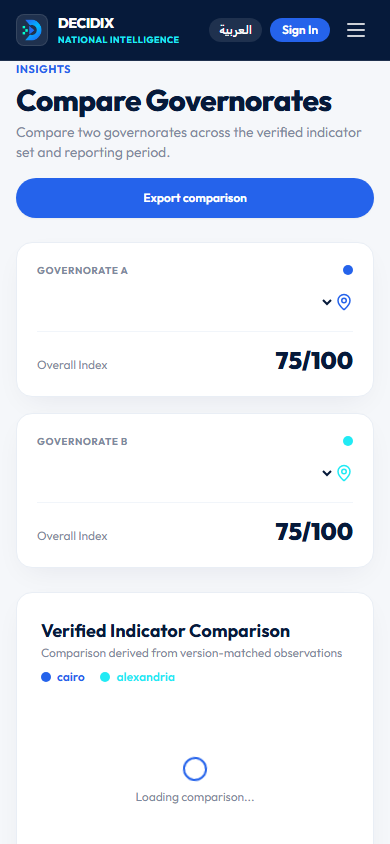 DECIDIX
NATIONAL INTELLIGENCE
العربية
Sign In
INSIGHTS
Compare Governorates
Compare two governorates across the verified indicator
set and reporting period.
Export comparison
GOVERNORATE A
Overall Index
75/100
GOVERNORATE B
Overall Index
75/100
Verified Indicator Comparison
Comparison derived from version-matched observations
cairo
alexandria
Loading comparison...